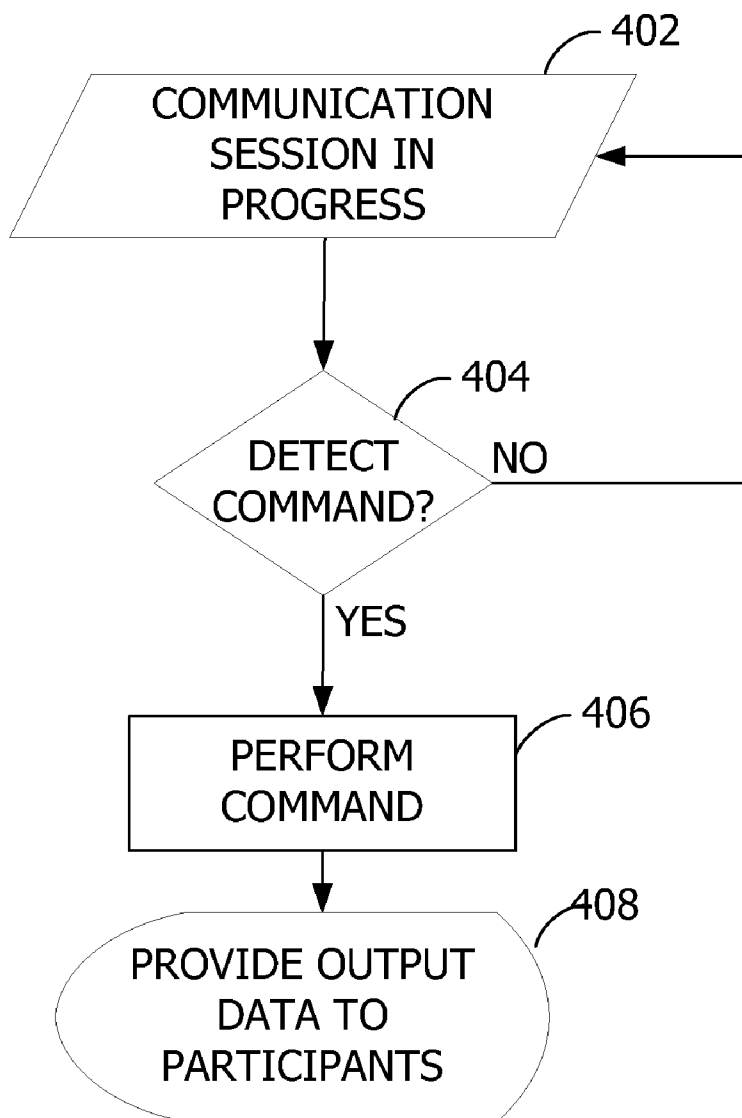 402
COMMUNICATION
SESSION IN
PROGRESS
404
DETECT
COMMAND?
NO
YES
406
PERFORM
COMMAND
408
PROVIDE OUTPUT
DATA TO
PARTICIPANTS